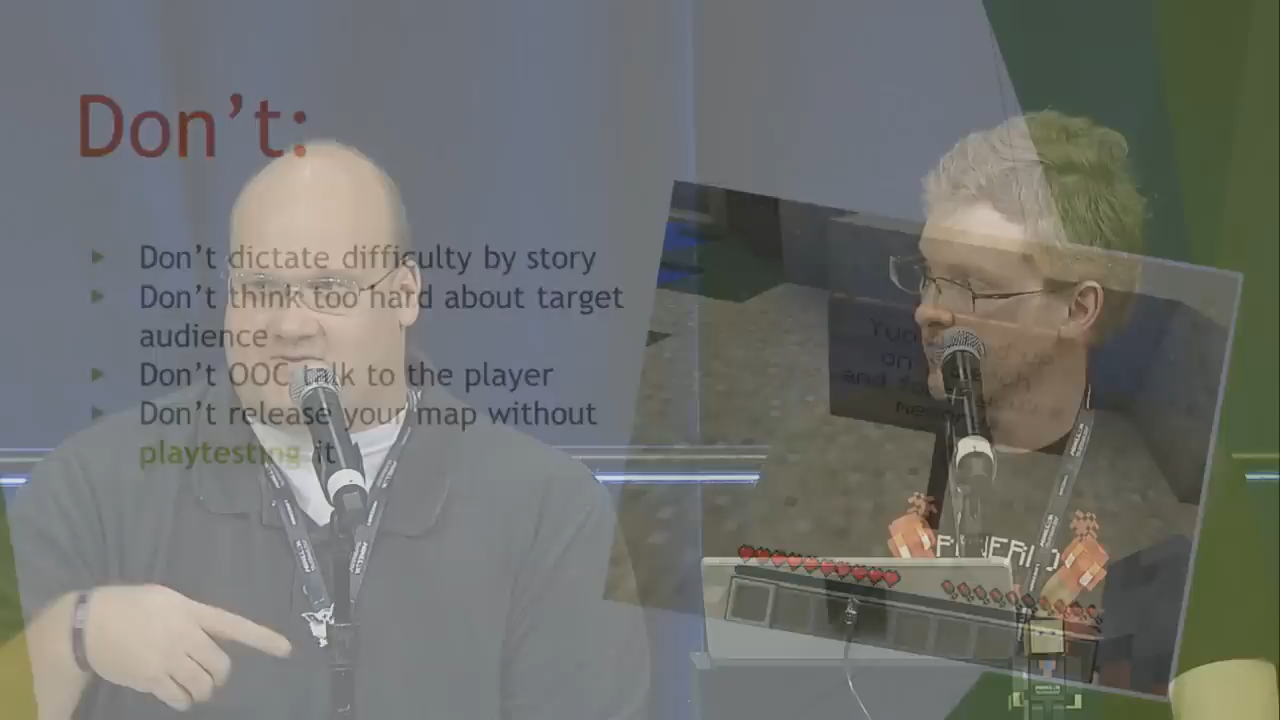 Don't:
Don't dictate difficulty by story
Don't think too hard about target
audience
Don't OOC talk to the player
Don't release your map without
playtesting it